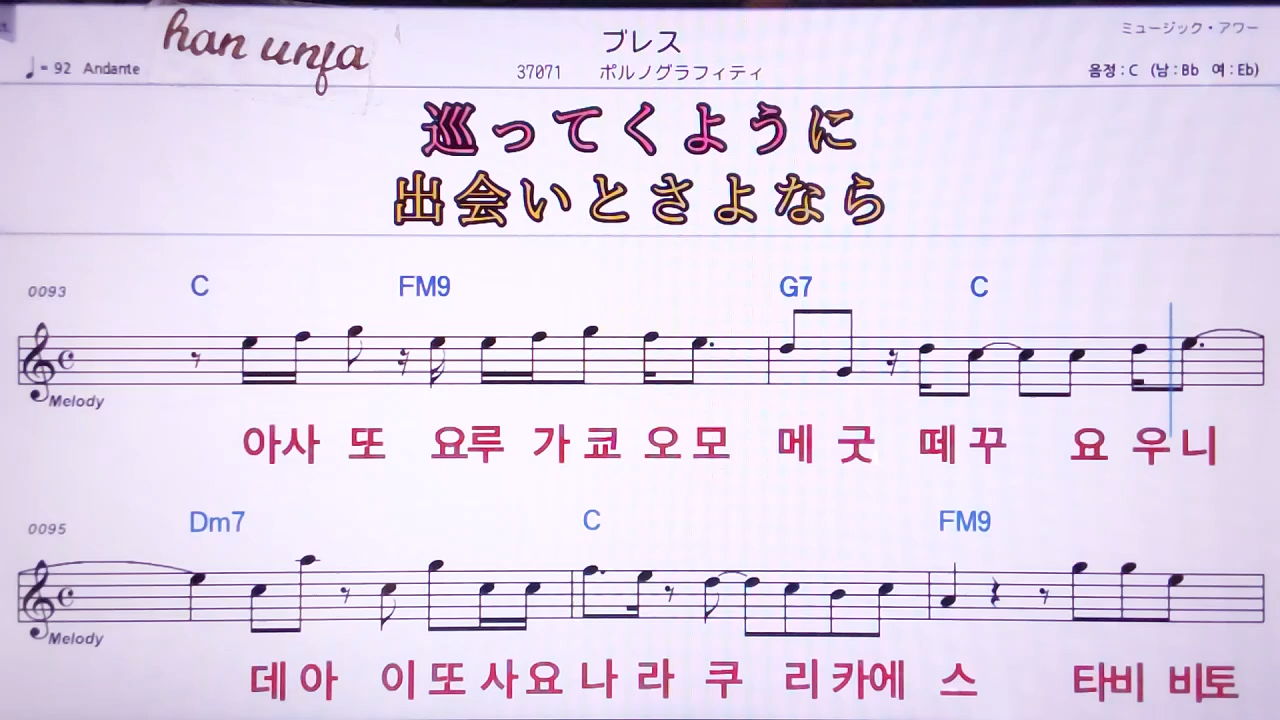 han unja
ブレス
ミュージック・アワー
♩= 92 Andante
37071 ポルノグラフィティ
음정 : C (남 : Bb 여 : Eb)
巡ってくように
出会いとさよなら
0093 C FM9 G7 C
Melody
아사 또 요루 가쿄 오모 메 굿 떼 꾸 요 우니
0095 Dm7 C FM9
Melody
데아 이또 사요 나 라 쿠 리 카에 스 타비 비토